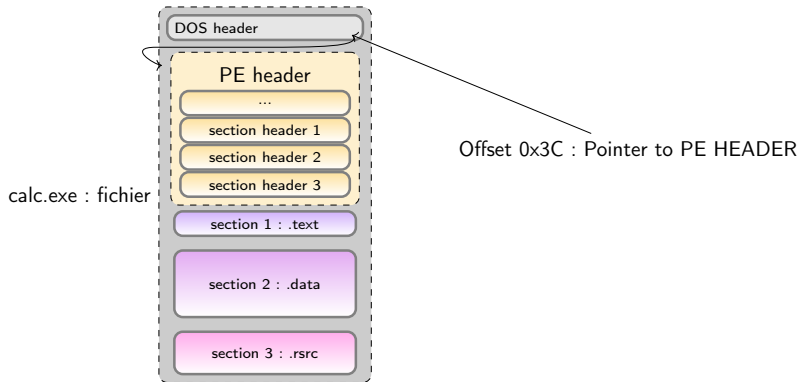 DOS header
PE header
...
section header 1
section header 2
section header 3
Offset 0x3C : Pointer to PE HEADER
calc.exe : fichier
section 1 : .text
section 2 : .data
section 3 : .rsrc